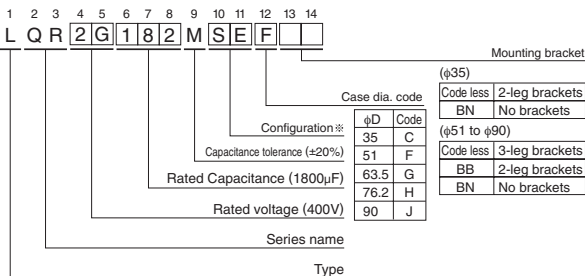 1 2 3 4 5 6 7 8 9 10 11 12 13 14
L Q R 2 G 1 8 2 M S E F
Mounting bracket
(φ35)
Code less 2-leg brackets
BN No brackets
(φ51 to φ90)
Code less 3-leg brackets
BB 2-leg brackets
BN No brackets
Case dia. code
φD Code
35 C
51 F
63.5 G
76.2 H
90 J
Configuration※
Capacitance tolerance (±20%)
Rated Capacitance (1800µF)
Rated voltage (400V)
Series name
Type